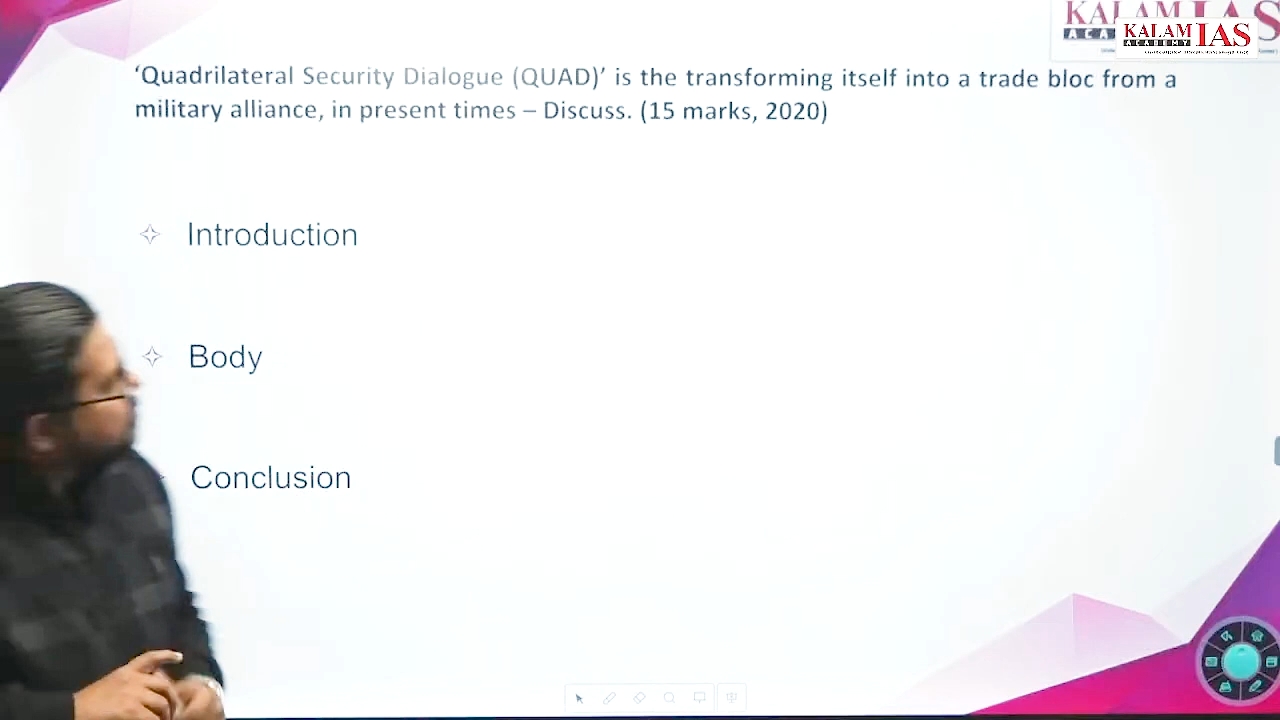 KALAM IAS
ACADEMY
‘Quadrilateral Security Dialogue (QUAD)’ is the transforming itself into a trade bloc from a
military alliance, in present times – Discuss. (15 marks, 2020)
Introduction
Body
Conclusion